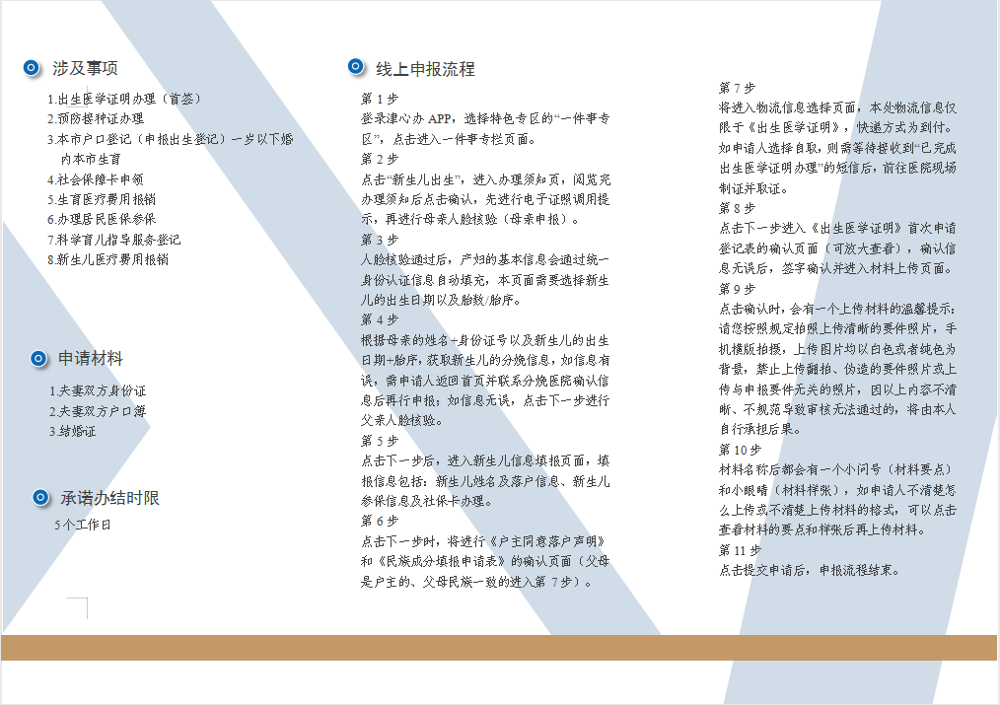 涉及事项
1.出生医学证明办理（首签）
2.预防接种证办理
3.本市户口登记（申报出生登记）一岁以下婚
内本市生育
4.社会保障卡申领
5.生育医疗费用报销
6.办理居民医保参保
7.科学育儿指导服务登记
8.新生儿医疗费用报销
申请材料
1.夫妻双方身份证
2.夫妻双方户口簿
3.结婚证
承诺办结时限
5个工作日
线上申报流程
第 1 步
登录津心办 APP，选择特色专区的“一件事专
区”，点击进入一件事专栏页面。
第 2 步
点击“新生儿出生”，进入办理须知页，阅览完
办理须知后点击确认，先进行电子证照调用提
示，再进行母亲人脸核验（母亲申报）。
第 3 步
人脸核验通过后，产妇的基本信息会通过统一
身份认证信息自动填充，本页面需要选择新生
儿的出生日期以及胎数/胎序。
第 4 步
根据母亲的姓名+身份证号以及新生儿的出生
日期+胎序，获取新生儿的分娩信息，如信息有
误，需申请人返回首页并联系分娩医院确认信
息后再行申报；如信息无误，点击下一步进行
父亲人脸核验。
第 5 步
点击下一步后，进入新生儿信息填报页面，填
报信息包括：新生儿姓名及落户信息、新生儿
参保信息及社保卡办理。
第 6 步
点击下一步时，将进行《户主同意落户声明》
和《民族成分填报申请表》的确认页面（父母
是户主的、父母民族一致的进入第 7步）。
第 7 步
将进入物流信息选择页面，本处物流信息仅
限于《出生医学证明》，快递方式为到付。
如申请人选择自取，则需等待接收到“已完成
出生医学证明办理”的短信后，前往医院现场
制证并取证。
第 8 步
点击下一步进入《出生医学证明》首次申请
登记表的确认页面（可放大查看），确认信
息无误后，签字确认并进入材料上传页面。
第 9 步
点击确认时，会有一个上传材料的温馨提示：
请您按照规定拍照上传清晰的要件照片，手
机横版拍摄，上传图片均以白色或者纯色为
背景，禁止上传翻拍、伪造的要件照片或上
传与申报要件无关的照片，因以上内容不清
晰、不规范导致审核无法通过的，将由本人
自行承担后果。
第 10 步
材料名称后都会有一个小问号（材料要点）
和小眼睛（材料样张），如申请人不清楚怎
么上传或不清楚上传材料的格式，可以点击
查看材料的要点和样张后再上传材料。
第 11 步
点击提交申请后，申报流程结束。